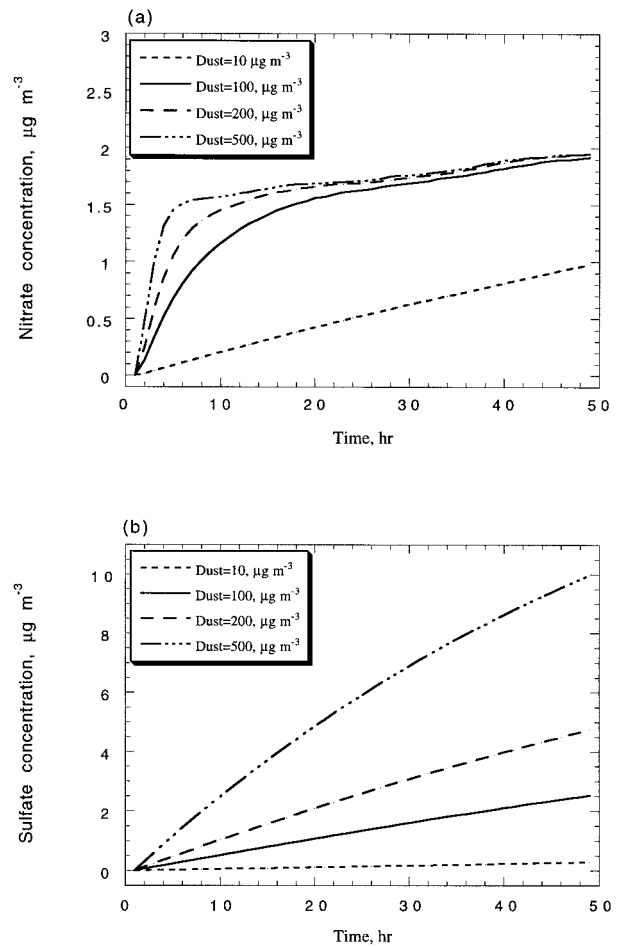 (a)
3
2.5
2
1.5
1
0.5
0
Nitrate concentration, µg m-3
Dust=10 µg m-3
Dust=100, µg m-3
Dust=200, µg m-3
Dust=500, µg m-3
0 10 20 30 40 50
Time, hr
(b)
10
8
6
4
2
0
Sulfate concentration, µg m-3
Dust=10, µg m-3
Dust=100, µg m-3
Dust=200, µg m-3
Dust=500, µg m-3
0 10 20 30 40 50
Time, hr